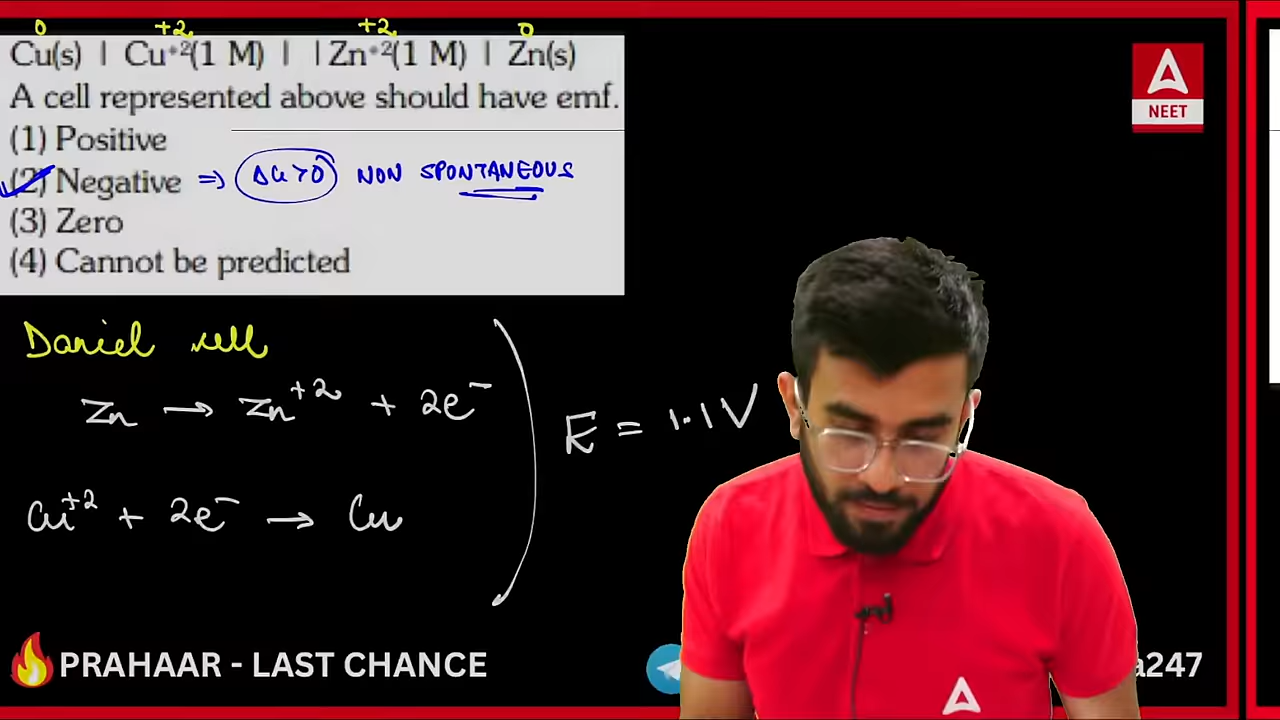 0 +2 +2 0
Cu(s) | Cu+2(1 M) | | Zn+2(1 M) | Zn(s)
A cell represented above should have emf.
(1) Positive
(2) Negative ⇒ ΔG>0 NON SPONTANEOUS
(3) Zero
(4) Cannot be predicted
NEET
Daniel cell
Zn → Zn+2 + 2e−
E = 1.1V
Cu+2 + 2e− → Cu
PRAHAAR - LAST CHANCE
a247